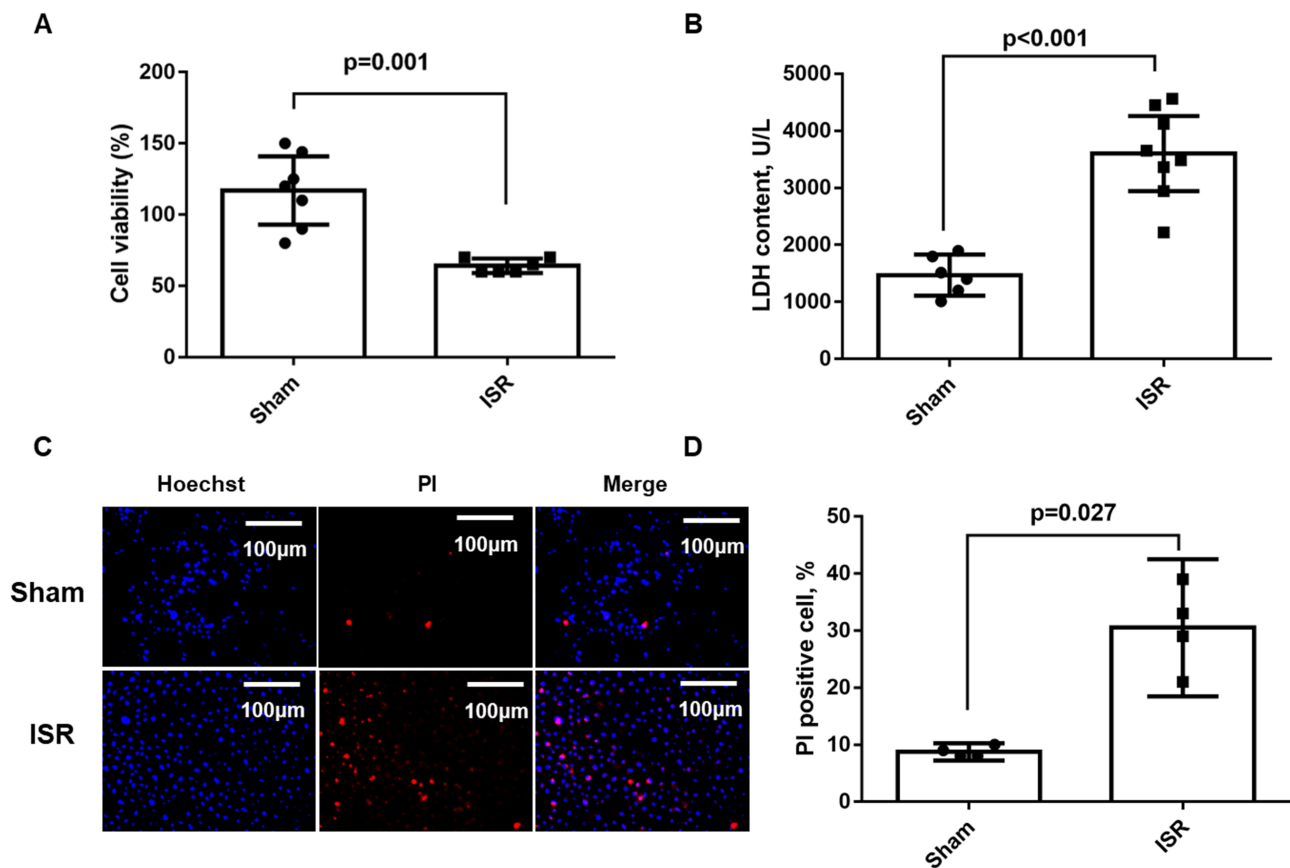 A
p=0.001
Cell viability (%)
200
150
100
50
0
Sham
ISR
B
p<0.001
LDH content, U/L
5000
4000
3000
2000
1000
0
Sham
ISR
C
Hoechst
PI
Merge
Sham
100µm
100µm
100µm
ISR
100µm
100µm
100µm
D
p=0.027
PI positive cell, %
50
40
30
20
10
0
Sham
ISR